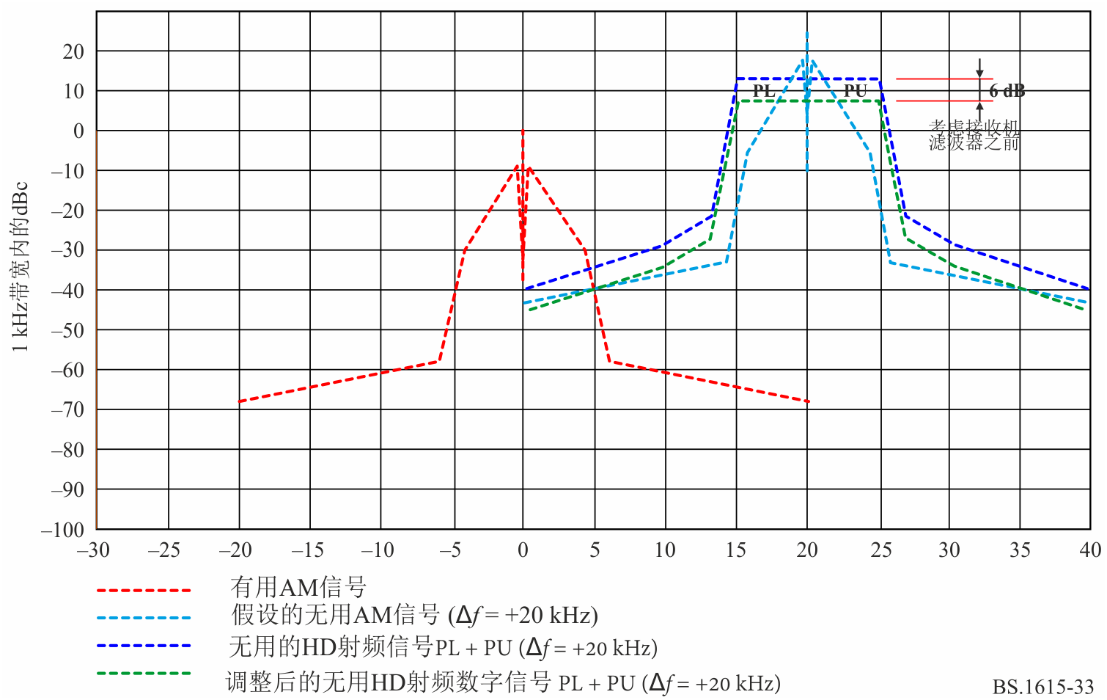 20
10
0
–10
–20
–30
–40
–50
–60
–70
–80
–90
–100
1 kHz带宽内的dBc
PL
PU
6 dB
考虑接收机
滤波器之前
–30 –25 –20 –15 –10 –5 0 5 10 15 20 25 30 35 40
有用AM信号
假设的无用AM信号 (Δf = +20 kHz)
无用的HD射频信号PL + PU (Δf = +20 kHz)
调整后的无用HD射频数字信号 PL + PU (Δf = +20 kHz)
BS.1615-33